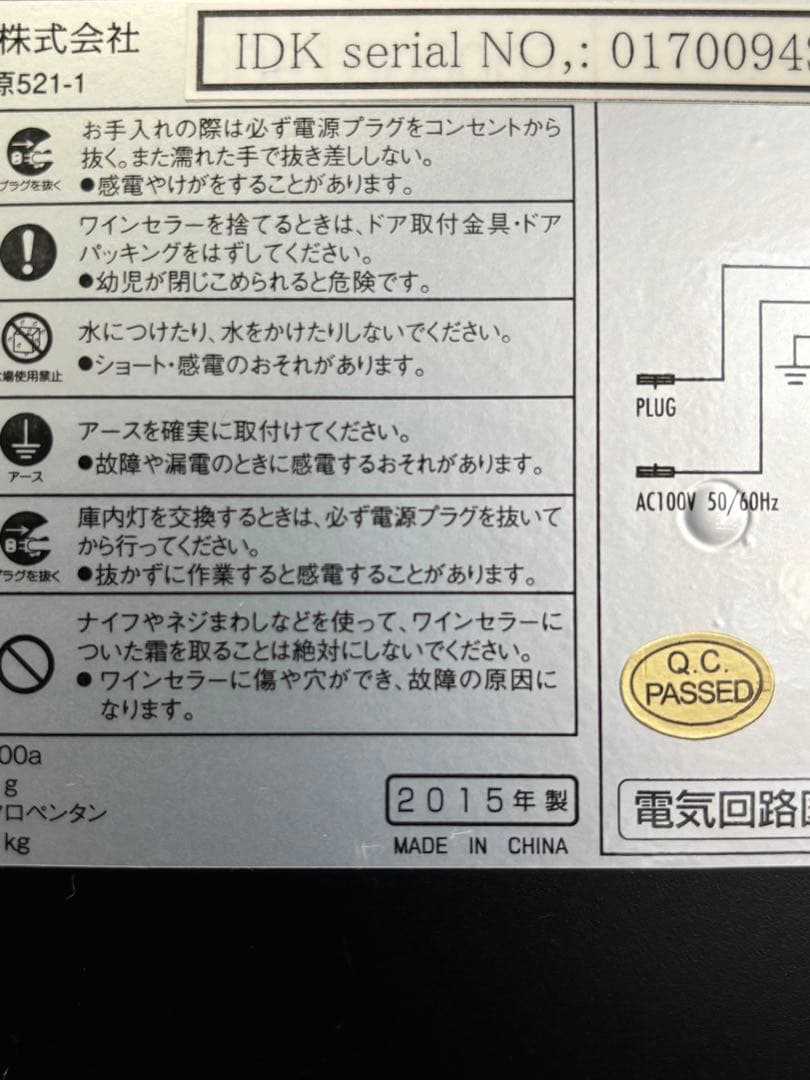 株式会社
原521-1
IDK serial NO,: 0170094
お手入れの際は必ず電源プラグをコンセントから
抜く。また濡れた手で抜き差ししない。
●感電やけがをすることがあります。
プラグを抜く
ワインセラーを捨てるときは、ドア取付金具・ドア
パッキングをはずしてください。
●幼児が閉じこめられると危険です。
水につけたり、水をかけたりしないでください。
●ショート・感電のおそれがあります。
場使用禁止
アースを確実に取付けてください。
●故障や漏電のときに感電するおそれがあります。
アース
庫内灯を交換するときは、必ず電源プラグを抜いて
から行ってください。
●抜かずに作業すると感電することがあります。
プラグを抜く
ナイフやネジまわしなどを使って、ワインセラーに
ついた霜を取ることは絶対にしないでください。
●ワインセラーに傷や穴ができ、故障の原因に
なります。
00a
g
クロペンタン
kg
2015年製
MADE IN CHINA
PLUG
AC100V 50/60Hz
Q.C.
PASSED
電気回路